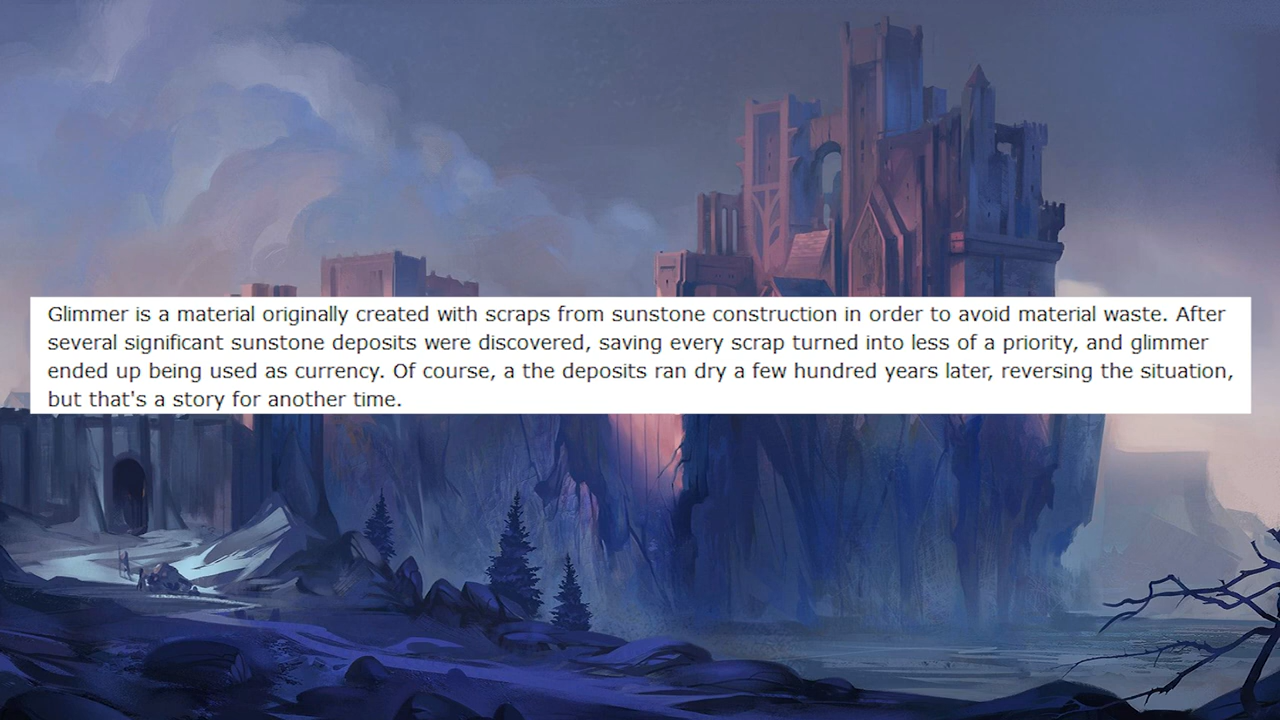 Glimmer is a material originally created with scraps from sunstone construction in order to avoid material waste. After
several significant sunstone deposits were discovered, saving every scrap turned into less of a priority, and glimmer
ended up being used as currency. Of course, a the deposits ran dry a few hundred years later, reversing the situation,
but that's a story for another time.